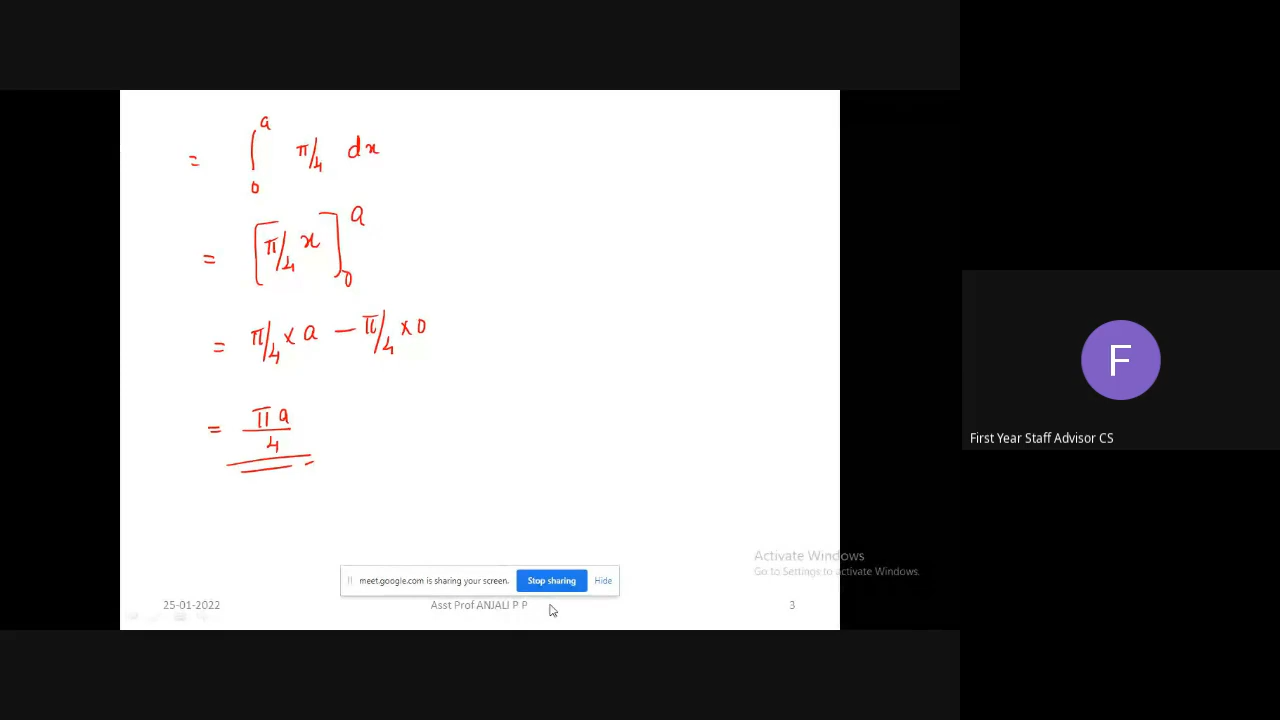 = ∫₀ᵃ π/4 dx
= [π/4 x]₀ᵃ
= π/4 × a − π/4 × 0
= πa/4
F
First Year Staff Advisor CS
Activate Windows
Go to Settings to activate Windows.
meet.google.com is sharing your screen. Stop sharing Hide
25-01-2022 Asst Prof ANJALI P P 3